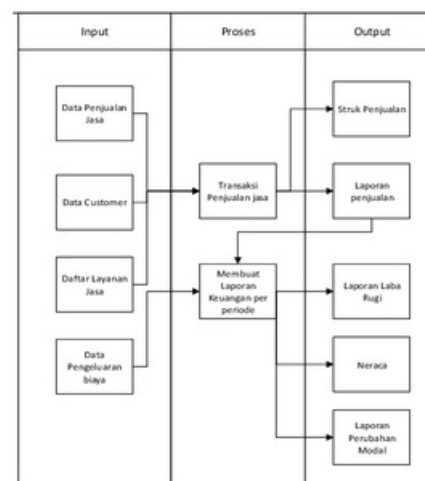 Input
Proses
Output
Data Penjualan
Jasa
Struk Penjualan
Data Customer
Transaksi
Penjualan jasa
Laporan
penjualan
Daftar Layanan
Jasa
Membuat
Laporan
Keuangan per
periode
Laporan Laba
Rugi
Data
Pengeluaran
biaya
Neraca
Laporan
Perubahan
Modal